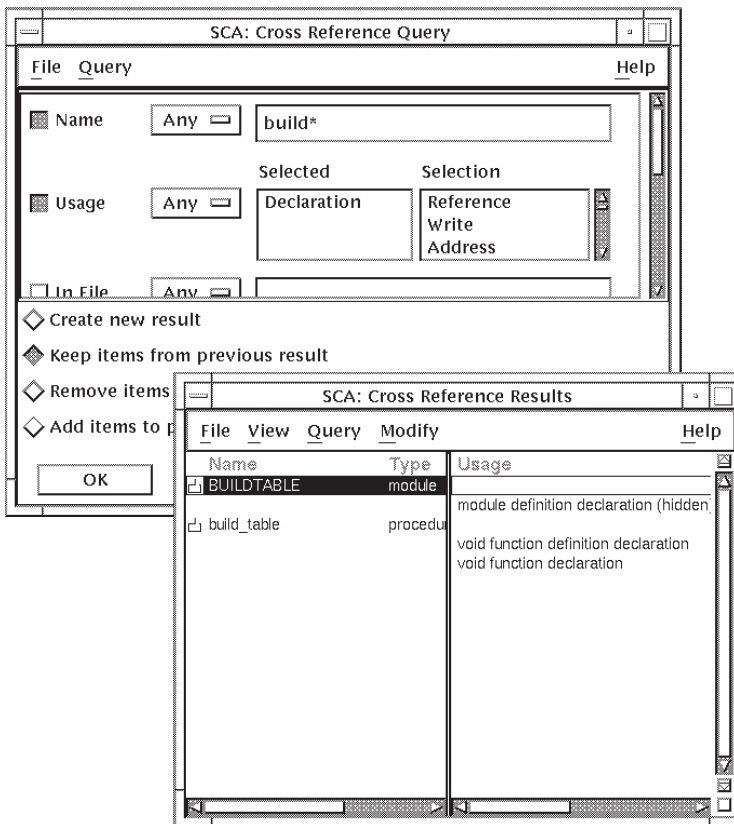 SCA: Cross Reference Query
File Query Help
Name Any build*
Selected Selection
Usage Any Declaration Reference
Write
Address
In File Any
Create new result
Keep items from previous result
Remove items
Add items to
OK
SCA: Cross Reference Results
File View Query Modify Help
Name Type Usage
BUILDTABLE module
module definition declaration (hidden)
build_table procedu
void function definition declaration
void function declaration